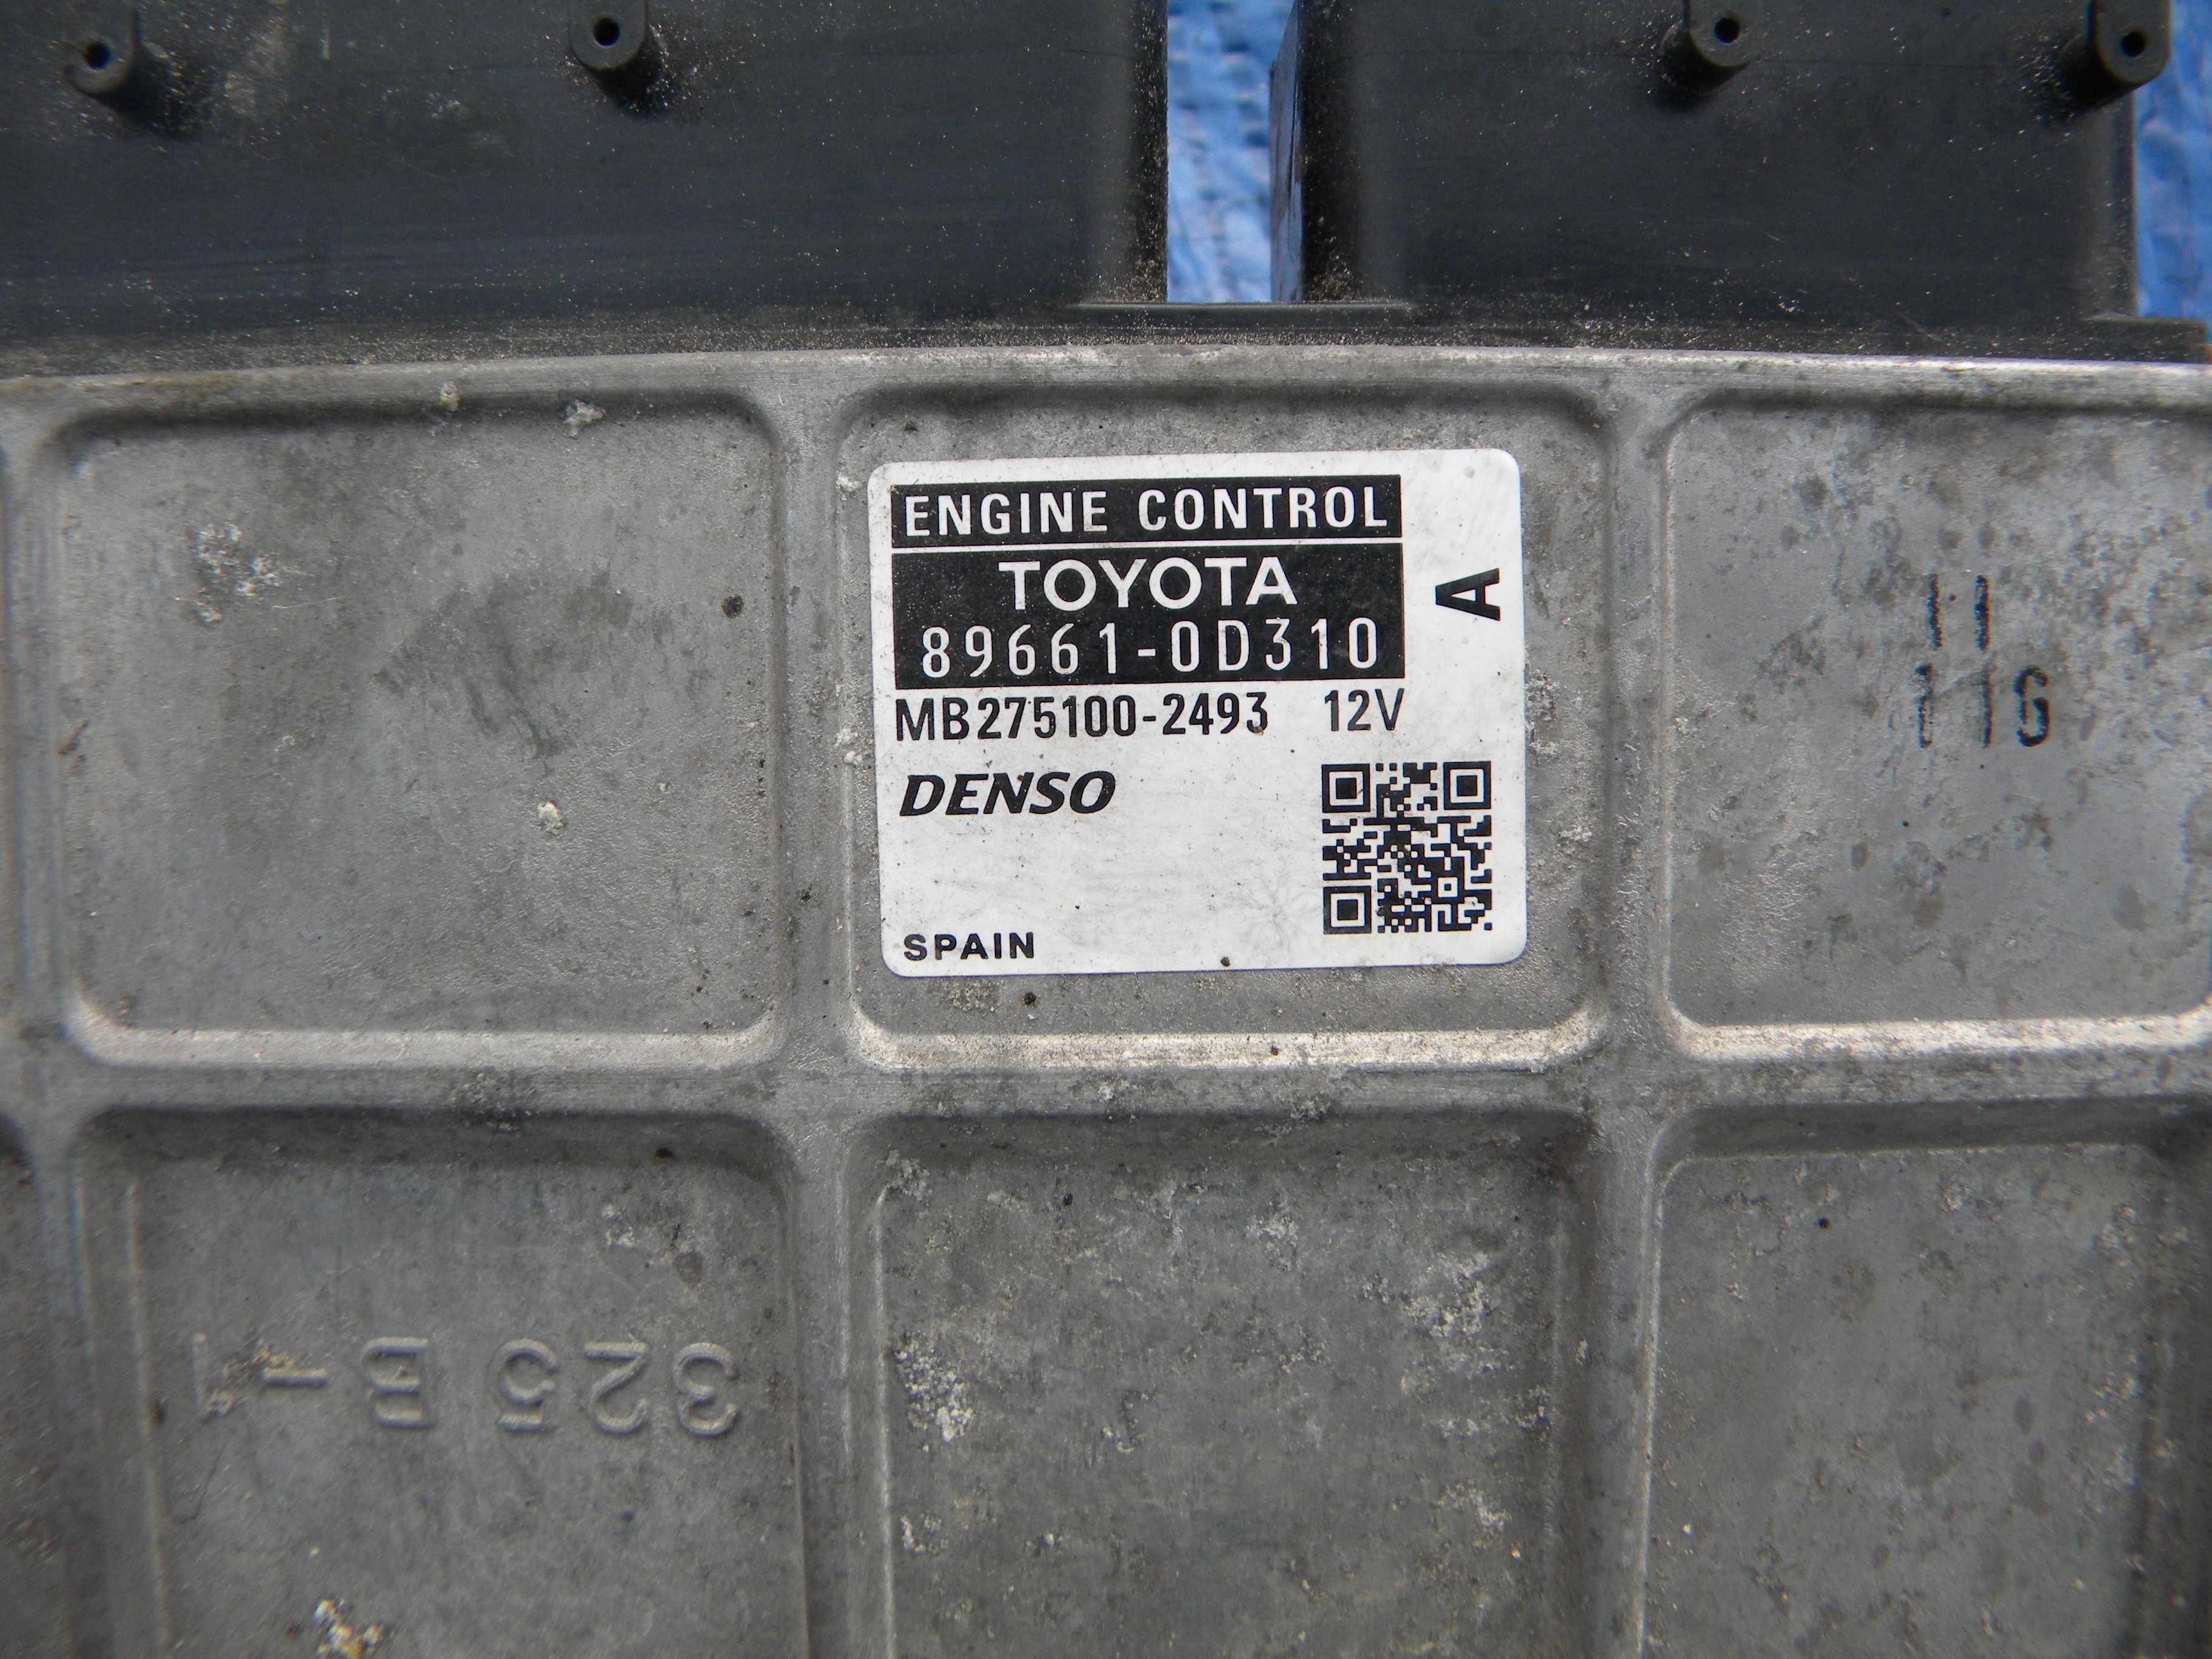 ENGINE CONTROL
TOYOTA
89661-0D310
A
MB275100-2493 12V
DENSO
SPAIN
11
11G
325B-1